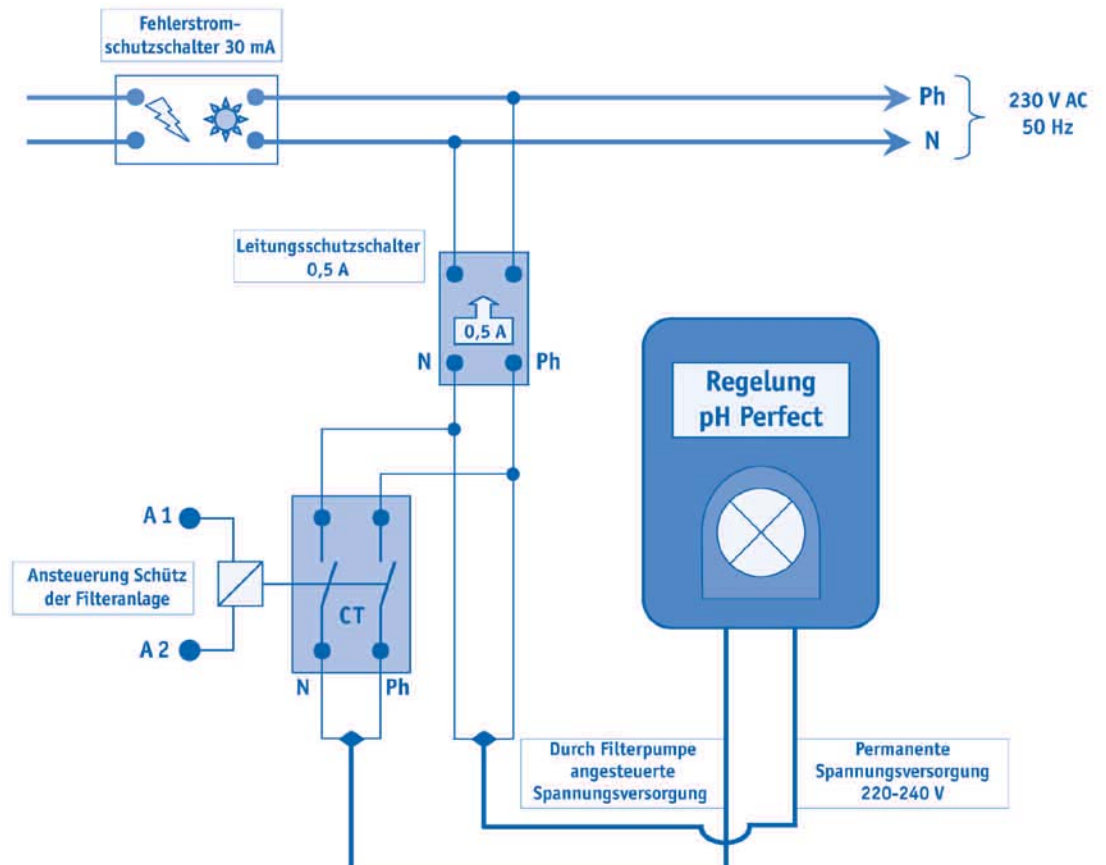 Fehlerstrom-
schutzschalter 30 mA
Ph
N
230 V AC
50 Hz
Leitungsschutzschalter
0,5 A
0,5 A
N
Ph
Regelung
pH Perfect
A 1
Ansteuerung Schütz
der Filteranlage
A 2
CT
N
Ph
Durch Filterpumpe
angesteuerte
Spannungsversorgung
Permanente
Spannungsversorgung
220-240 V